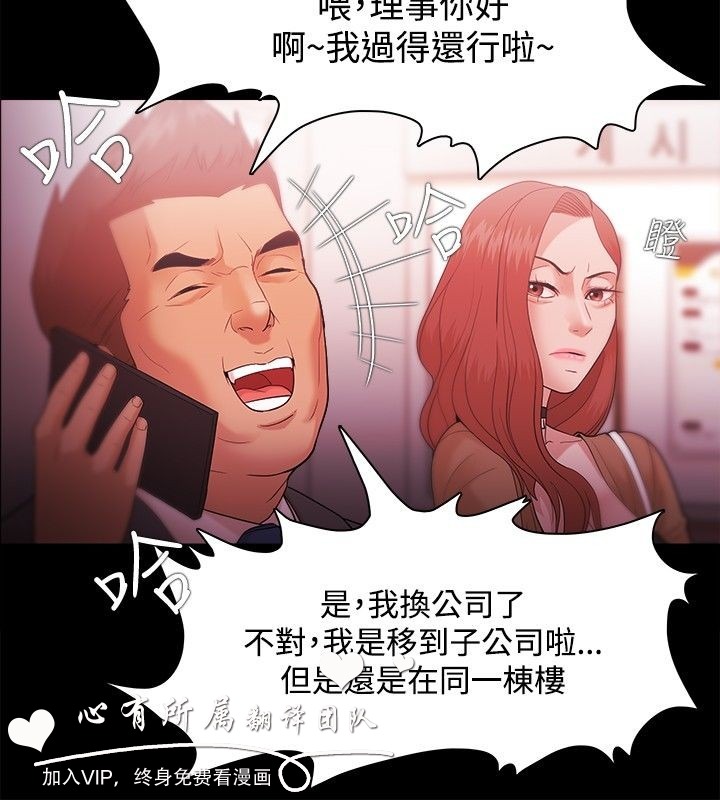 喂，理事你好
啊~我過得還行啦~
哈
게시
哈
瞪
哈
是，我換公司了
不對，我是移到子公司啦...
但是還是在同一棟樓
心有所属翻译团队
加入VIP，终身免费看漫画